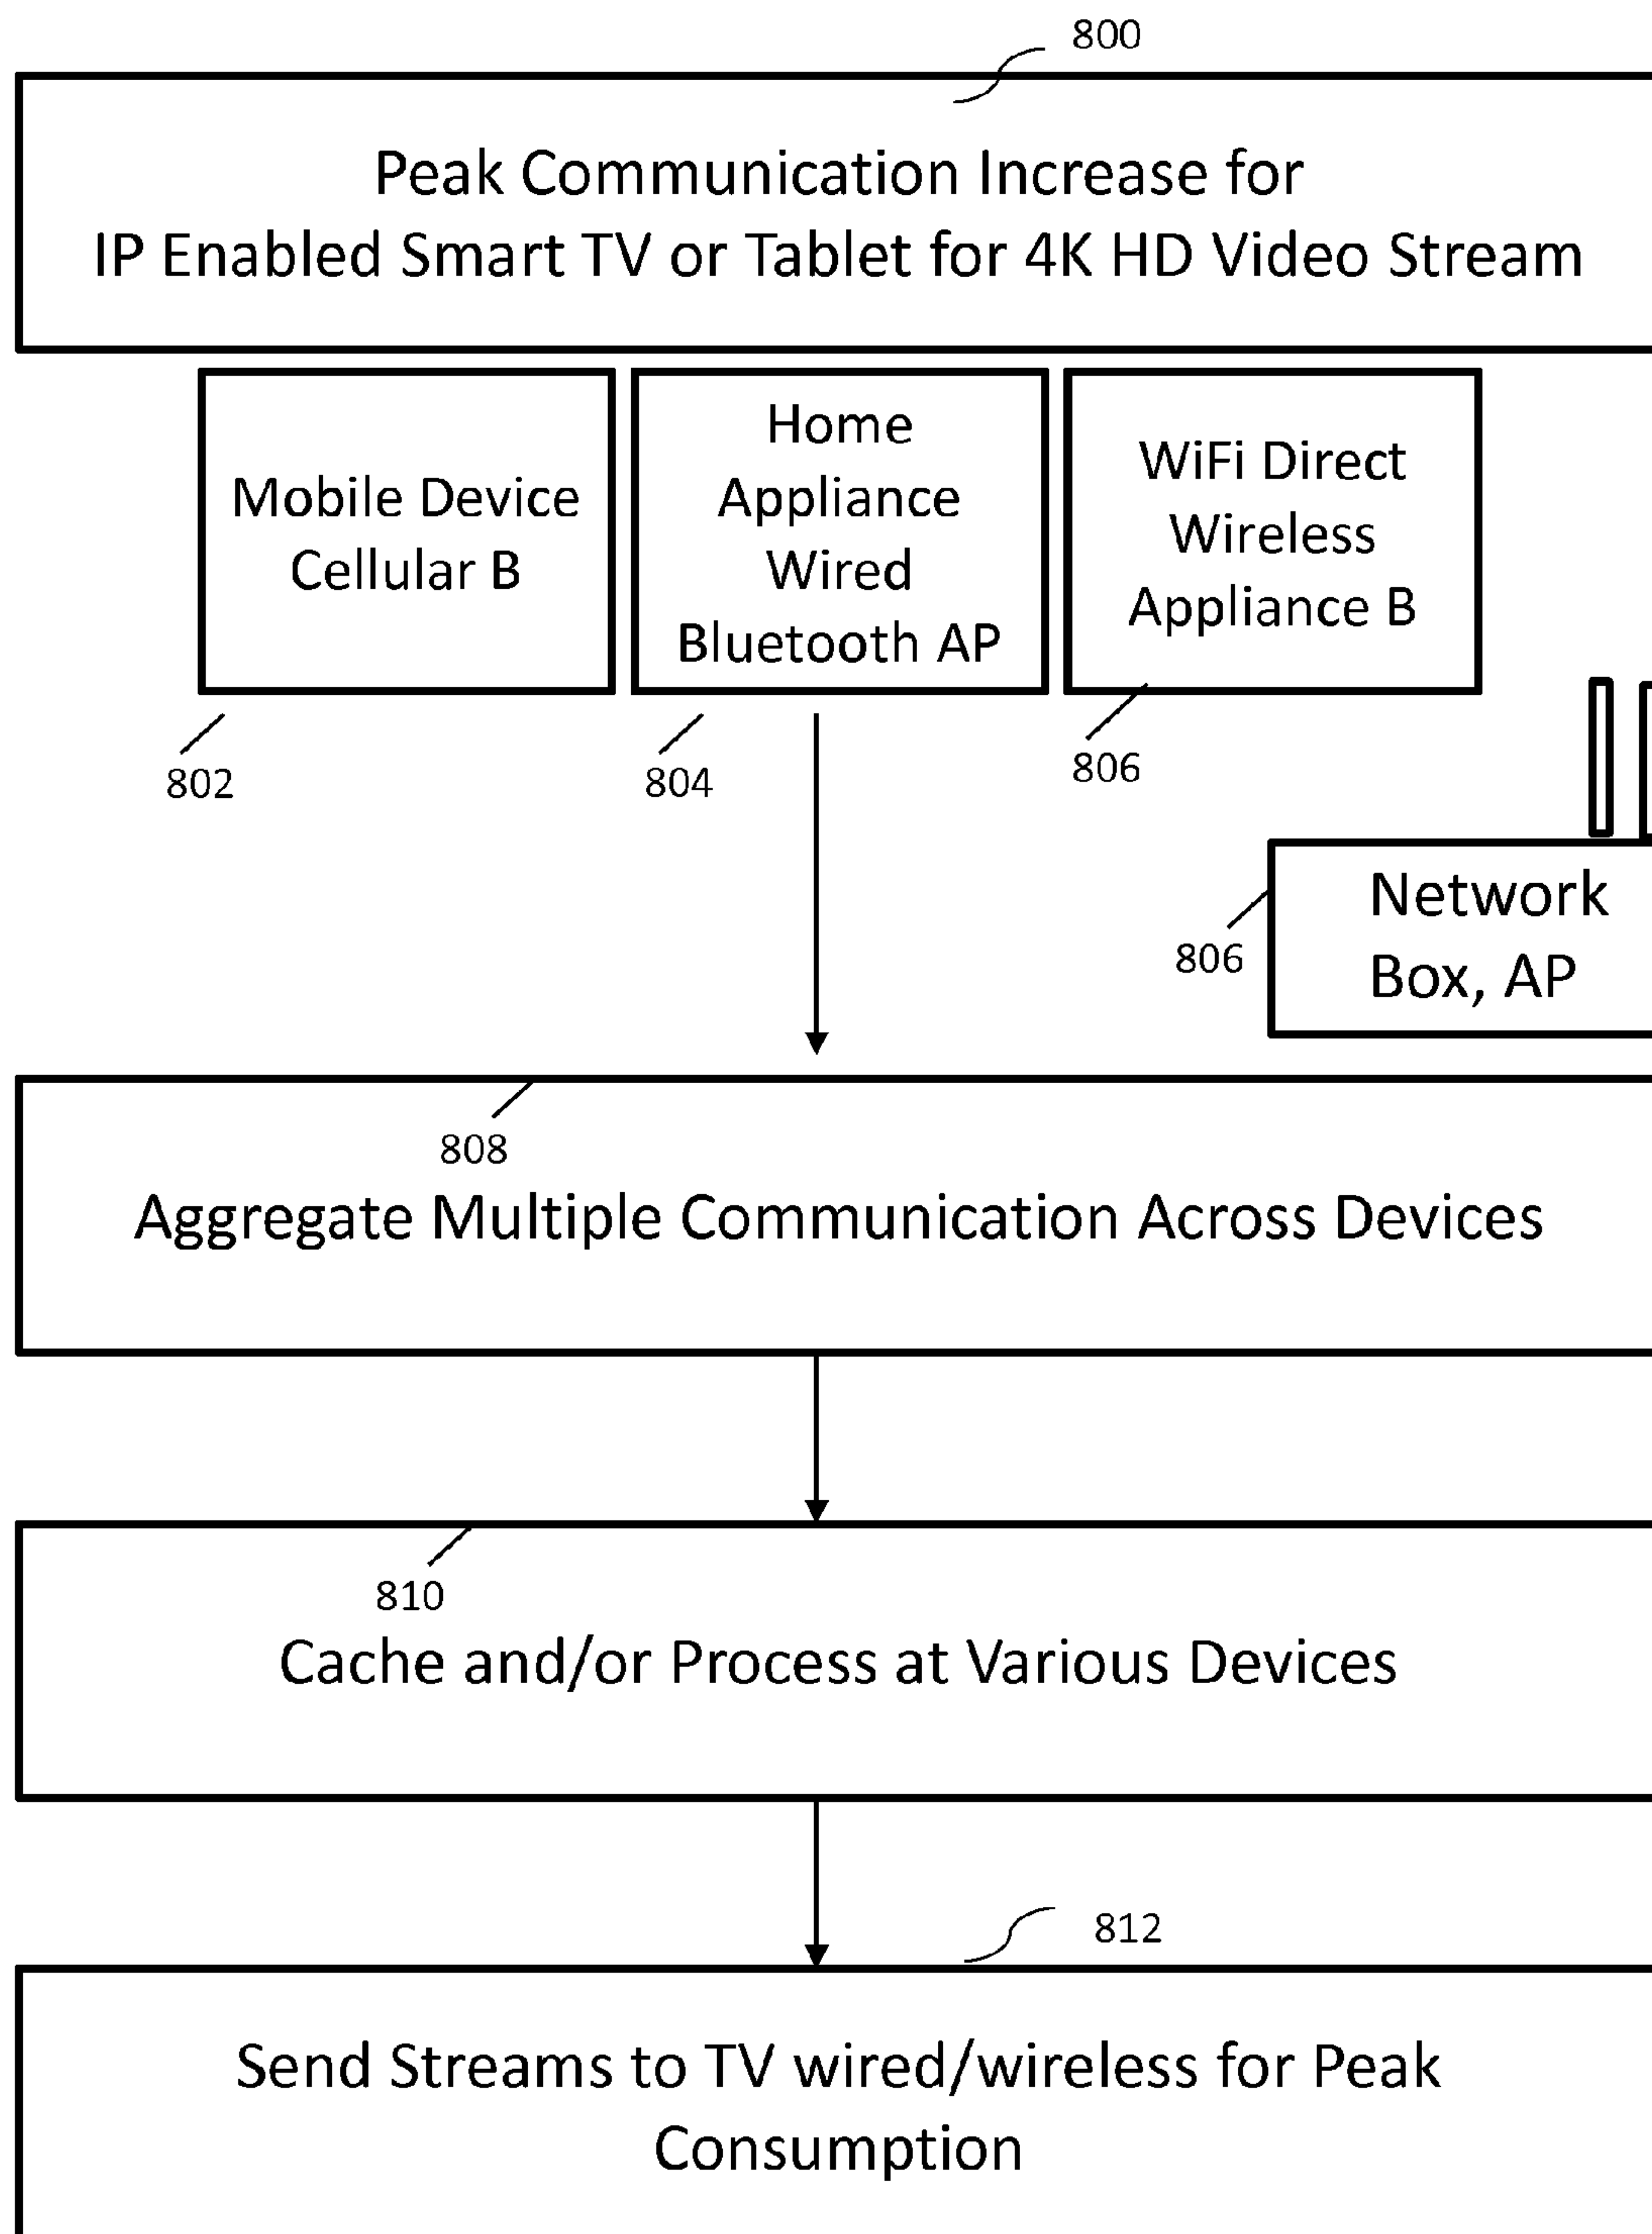 800
Peak Communication Increase for
IP Enabled Smart TV or Tablet for 4K HD Video Stream
Mobile Device
Cellular B
802
Home
Appliance
Wired
Bluetooth AP
804
WiFi Direct
Wireless
Appliance B
806
Network
Box, AP
806
808
Aggregate Multiple Communication Across Devices
810
Cache and/or Process at Various Devices
812
Send Streams to TV wired/wireless for Peak
Consumption